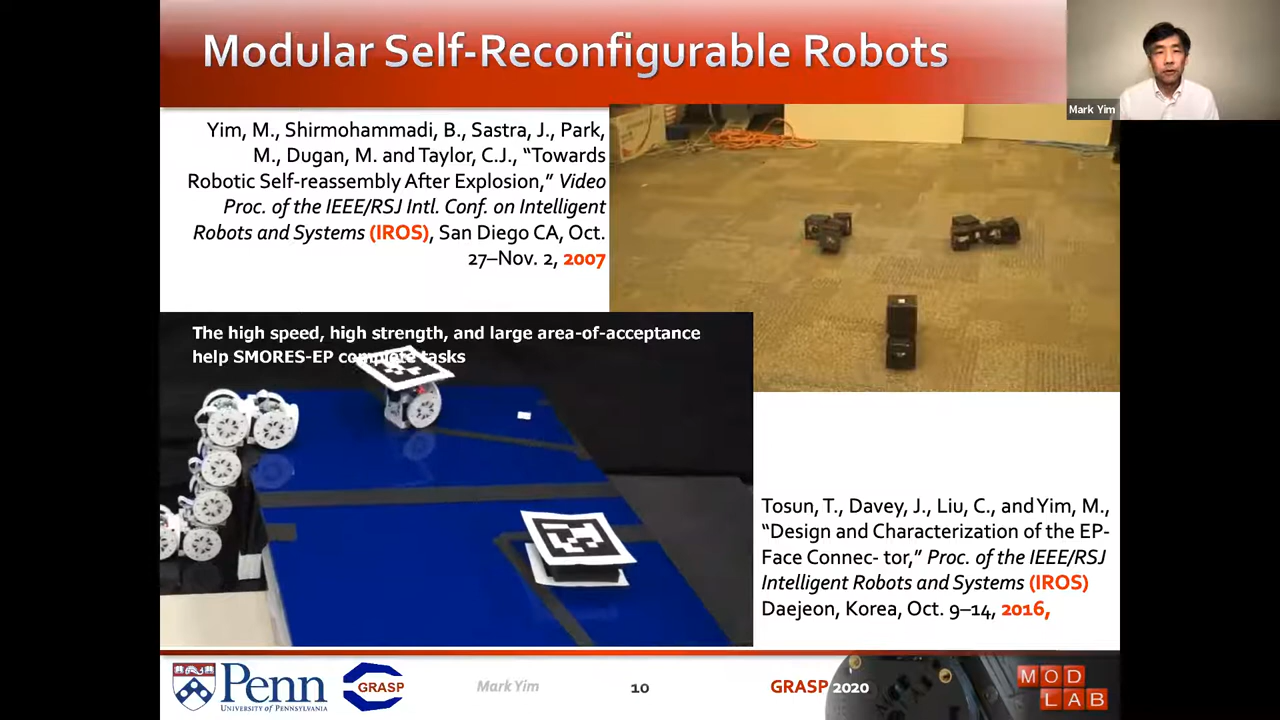 Modular Self-Reconfigurable Robots
Mark Yim
Yim, M., Shirmohammadi, B., Sastra, J., Park,
M., Dugan, M. and Taylor, C.J., “Towards
Robotic Self-reassembly After Explosion,” Video
Proc. of the IEEE/RSJ Intl. Conf. on Intelligent
Robots and Systems (IROS), San Diego CA, Oct.
27–Nov. 2, 2007
The high speed, high strength, and large area-of-acceptance
help SMORES-EP complete tasks
Tosun, T., Davey, J., Liu, C., and Yim, M.,
“Design and Characterization of the EP-
Face Connec- tor,” Proc. of the IEEE/RSJ
Intelligent Robots and Systems (IROS)
Daejeon, Korea, Oct. 9–14, 2016,
Penn
UNIVERSITY OF PENNSYLVANIA
GRASP
Mark Yim
10
GRASP 2020
MOD
LAB